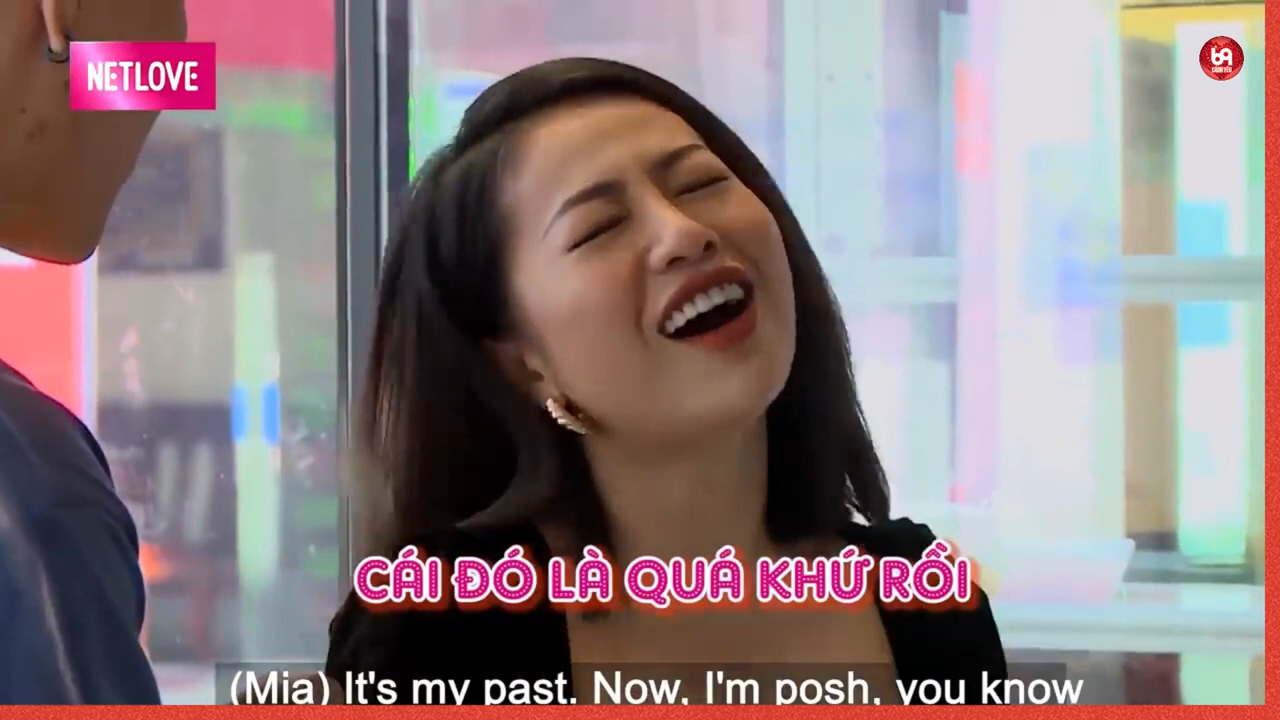 NETLOVE
CÁI ĐÓ LÀ QUÁ KHỨ RỒI
(Mia) It's my past. Now, I'm posh, you know